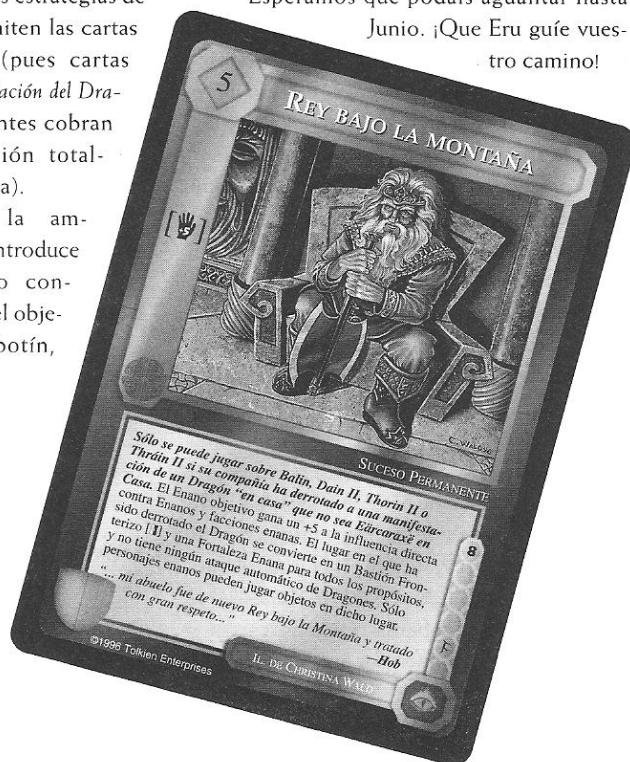 s estrategias de
miten las cartas
(pues cartas
ación del Dra-
ntes cobran
ión total-
a).
la am-
ntroduce
o con-
el obje-
botín,
Esperamos que podáis aguantar hasta
Junio. ¡Que Eru guíe vues-
tro camino!
5
REY BAJO LA MONTAÑA
C. WALD
SUCESO PERMANENTE
Sólo se puede jugar sobre Balin, Dain II, Thorin II o
Thráin II si su compañía ha derrotado a una manifesta-
ción de un Dragón “en casa” que no sea Eärcaraxë en
Casa. El Enano objetivo gana un +5 a la influencia directa
contra Enanos y facciones enanas. El lugar en el que ha
sido derrotado el Dragón se convierte en un Bastión Fron-
terizo [] y una Fortaleza Enana para todos los propósitos,
y no tiene ningún ataque automático de Dragones. Sólo
personajes enanos pueden jugar objetos en dicho lugar.
“... mi abuelo fue de nuevo Rey bajo la Montaña y tratado
con gran respeto...”
—Hob
8
F
©1996 Tolkien Enterprises
IL. DE CHRISTINA WALD